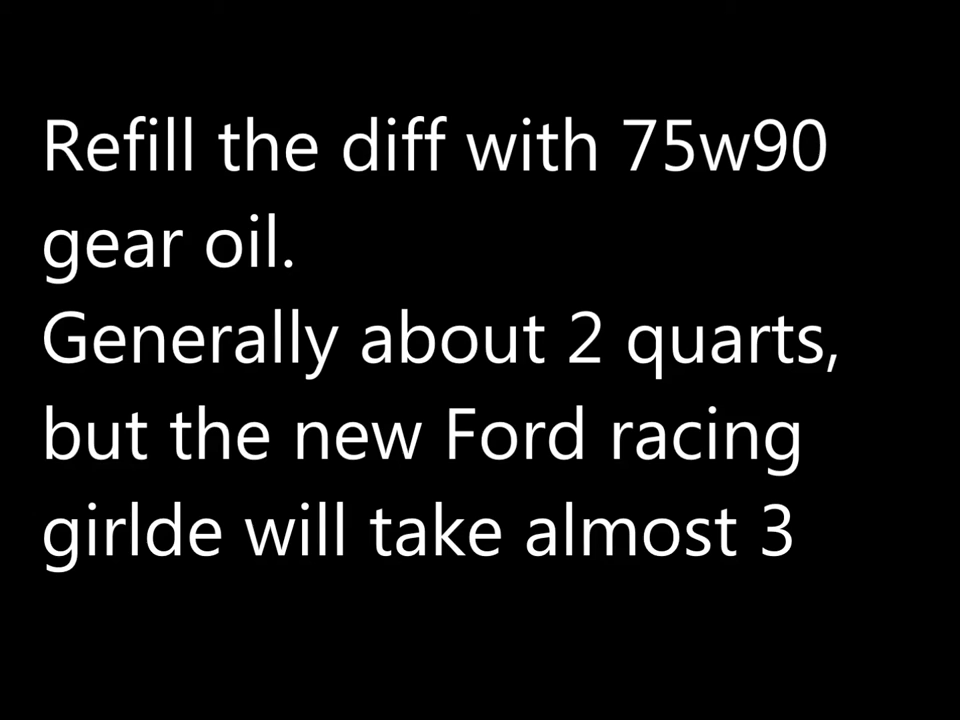 Refill the diff with 75w90
gear oil.
Generally about 2 quarts,
but the new Ford racing
girlde will take almost 3